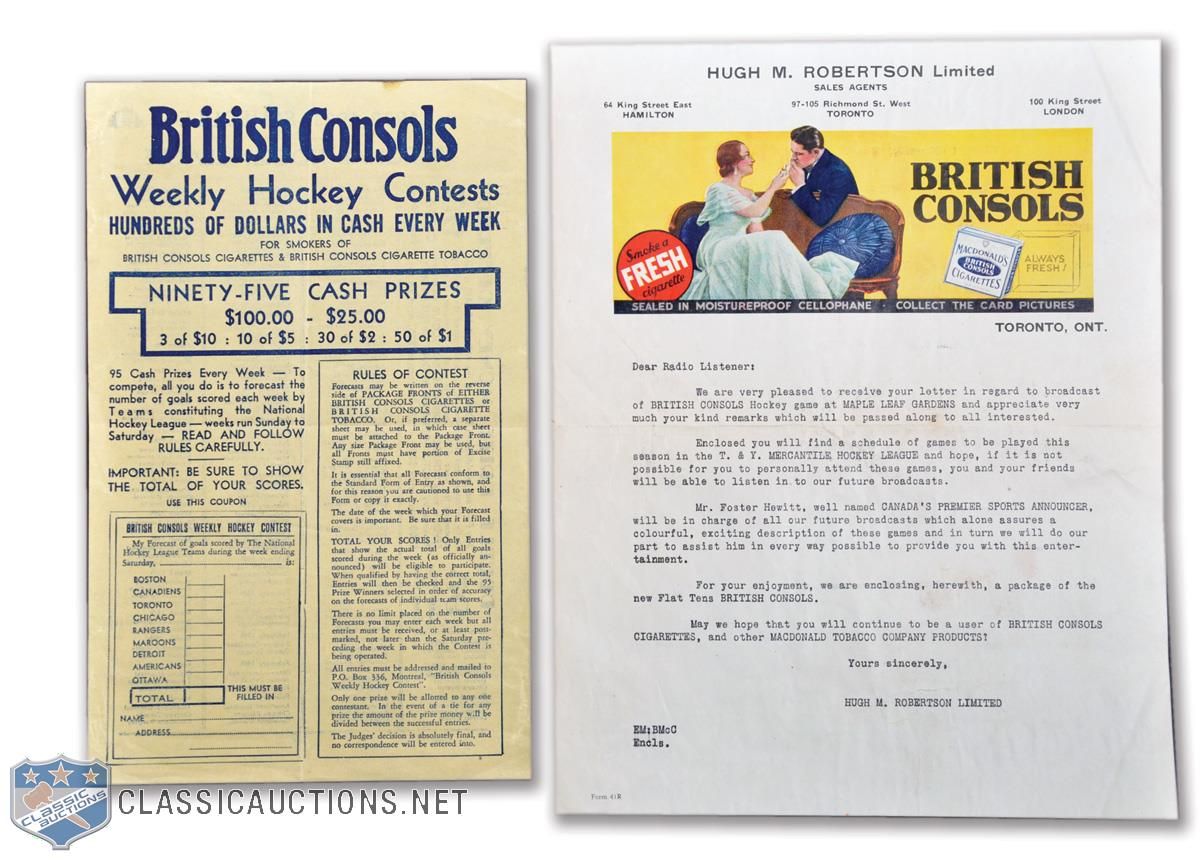 British Consols
Weekly Hockey Contests
HUNDREDS OF DOLLARS IN CASH EVERY WEEK
FOR SMOKERS OF
BRITISH CONSOLS CIGARETTES & BRITISH CONSOLS CIGARETTE TOBACCO
NINETY-FIVE CASH PRIZES
$100.00 - $25.00
3 of $10 : 10 of $5 : 30 of $2 : 50 of $1
95 Cash Prizes Every Week — To
compete, all you do is to forecast the
number of goals scored each week by
Teams constituting the National
Hockey League — weeks run Sunday to
Saturday — READ AND FOLLOW
RULES CAREFULLY.
IMPORTANT: BE SURE TO SHOW
THE TOTAL OF YOUR SCORES.
USE THIS COUPON
BRITISH CONSOLS WEEKLY HOCKEY CONTEST
My Forecast of goals scored by The National
Hockey League Teams during the week ending
Saturday, is:
BOSTON
CANADIENS
TORONTO
CHICAGO
RANGERS
MAROONS
DETROIT
AMERICANS
OTTAWA
TOTAL
THIS MUST BE
FILLED IN
NAME
ADDRESS
RULES OF CONTEST
Forecasts may be written on the reverse
side of PACKAGE FRONTS of EITHER
BRITISH CONSOLS CIGARETTES or
BRITISH CONSOLS CIGARETTE
TOBACCO. Or, if preferred, a separate
sheet may be used, in which case sheet
must be attached to the Package Front.
Any size Package Front may be used, but
all Fronts must have portion of Excise
Stamp still affixed.
It is essential that all Forecasts conform to
the Standard Form of Entry as shown, and
for this reason you are cautioned to use this
Form or copy it exactly.
The date of the week which your Forecast
covers is important. Be sure that it is filled
in.
TOTAL YOUR SCORES! Only Entries
that show the actual total of all goals
scored during the week (as officially an-
nounced) will be eligible to participate.
When qualified by having the correct total,
Entries will then be checked and the 95
Prize Winners selected in order of accuracy
on the forecasts of individual team scores.
There is no limit placed on the number of
Forecasts you may enter each week but all
entries must be received, or at least post-
marked, not later than the Saturday pre-
ceding the week in which the Contest is
being operated.
All entries must be addressed and mailed to
P.O. Box 336, Montreal, "British Consols
Weekly Hockey Contest".
Only one prize will be allotted to any one
contestant. In the event of a tie for any
prize the amount of the prize money will be
divided between the successful entries.
The Judges' decision is absolutely final, and
no correspondence will be entered into.
HUGH M. ROBERTSON Limited
SALES AGENTS
64 King Street East
HAMILTON
97-105 Richmond St. West
TORONTO
100 King Street
LONDON
BRITISH
CONSOLS
Smoke a
FRESH
cigarette
MACDONALD'S
BRITISH
CONSOLS
CIGARETTES
ALWAYS
FRESH!
SEALED IN MOISTUREPROOF CELLOPHANE · COLLECT THE CARD PICTURES
TORONTO, ONT.
Dear Radio Listener:
We are very pleased to receive your letter in regard to broadcast
of BRITISH CONSOLS Hockey game at MAPLE LEAF GARDENS and appreciate very
much your kind remarks which will be passed along to all interested.
Enclosed you will find a schedule of games to be played this
season in the T. & Y. MERCANTILE HOCKEY LEAGUE and hope, if it is not
possible for you to personally attend these games, you and your friends
will be able to listen in to our future broadcasts.
Mr. Foster Hewitt, well named CANADA'S PREMIER SPORTS ANNOUNCER,
will be in charge of all our future broadcasts which alone assures a
colourful, exciting description of these games and in turn we will do our
part to assist him in every way possible to provide you with this enter-
tainment.
For your enjoyment, we are enclosing, herewith, a package of the
new Flat Tens BRITISH CONSOLS.
May we hope that you will continue to be a user of BRITISH CONSOLS
CIGARETTES, and other MACDONALD TOBACCO COMPANY PRODUCTS?
Yours sincerely,
HUGH M. ROBERTSON LIMITED
EM:BMcC
Encls.
Form 41R
CLASSIC
AUCTIONS
CLASSICAUCTIONS.NET